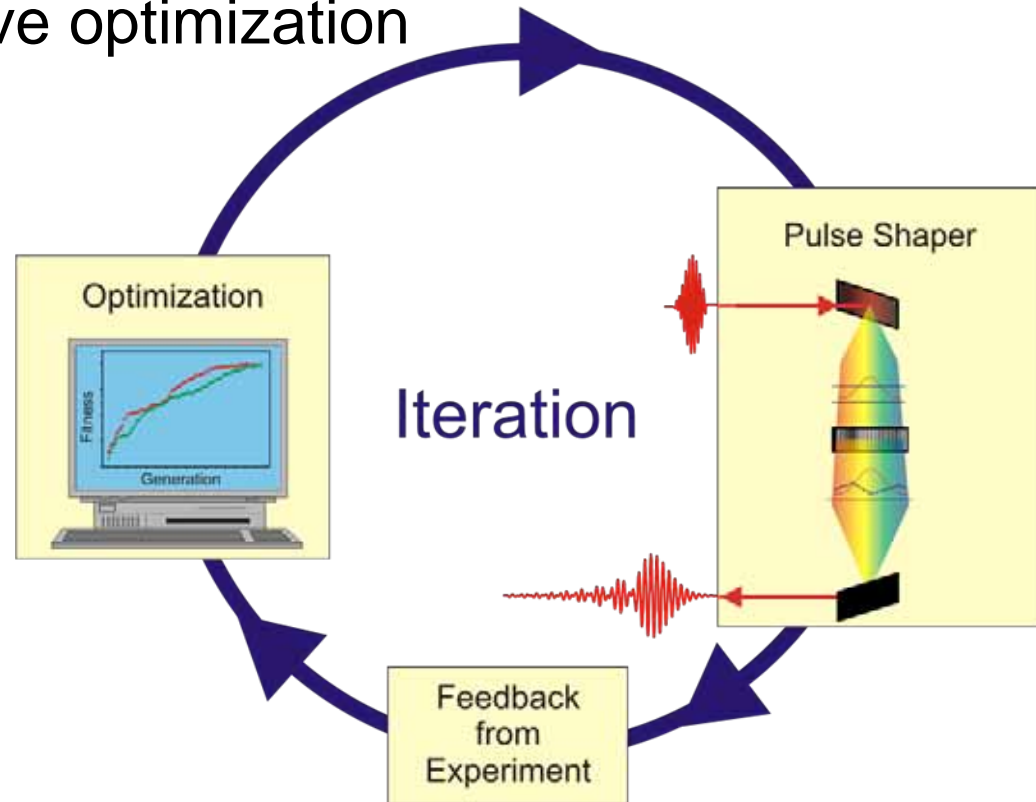 ve optimization
Pulse Shaper
Optimization
Fitness
Generation
Iteration
Feedback
from
Experiment